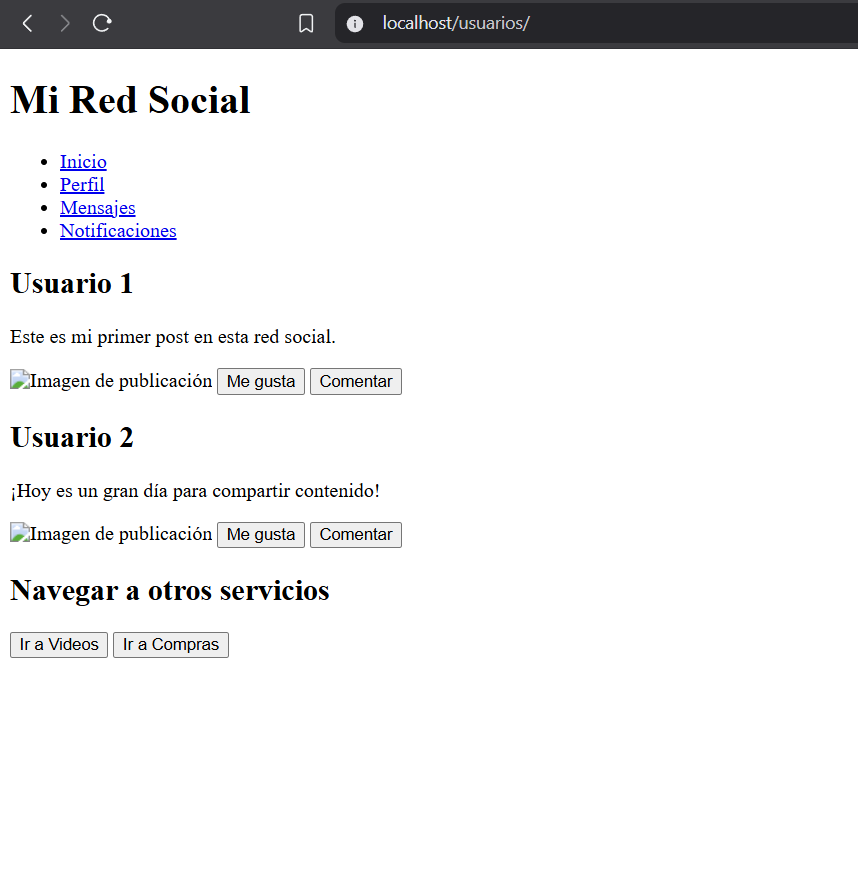 localhost/usuarios/
Mi Red Social
Inicio
Perfil
Mensajes
Notificaciones
Usuario 1
Este es mi primer post en esta red social.
Imagen de publicación Me gusta Comentar
Usuario 2
¡Hoy es un gran día para compartir contenido!
Imagen de publicación Me gusta Comentar
Navegar a otros servicios
Ir a Videos Ir a Compras